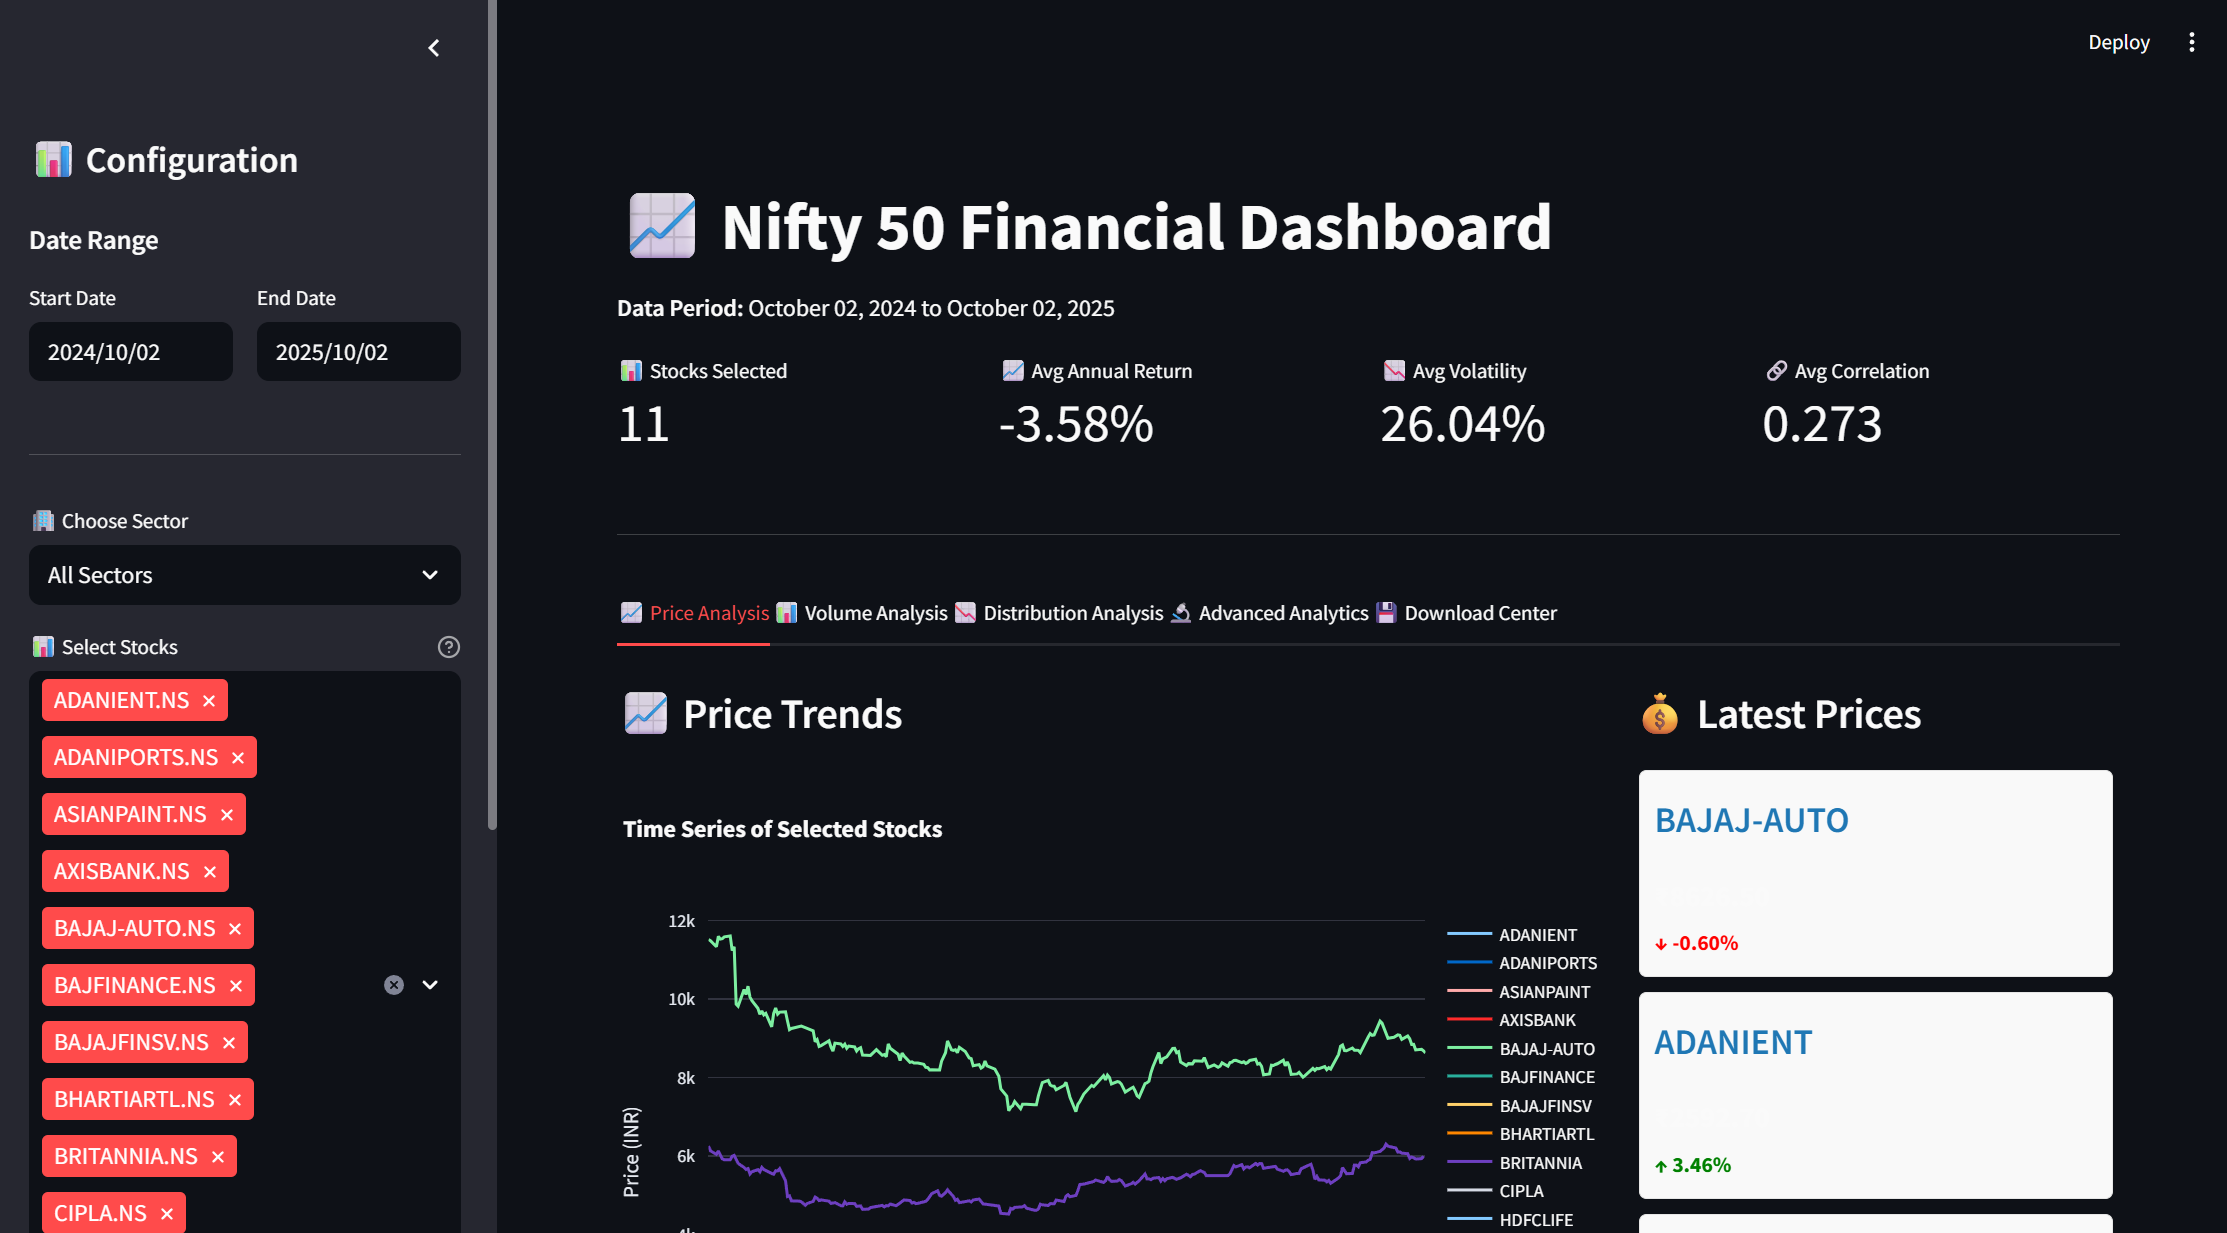 Deploy
Configuration
Date Range
Start Date
End Date
2024/10/02
2025/10/02
Choose Sector
All Sectors
Select Stocks
ADANIENT.NS
ADANIPORTS.NS
ASIANPAINT.NS
AXISBANK.NS
BAJAJ-AUTO.NS
BAJFINANCE.NS
BAJAJFINSV.NS
BHARTIARTL.NS
BRITANNIA.NS
CIPLA.NS
Nifty 50 Financial Dashboard
Data Period: October 02, 2024 to October 02, 2025
Stocks Selected
11
Avg Annual Return
-3.58%
Avg Volatility
26.04%
Avg Correlation
0.273
Price Analysis
Volume Analysis
Distribution Analysis
Advanced Analytics
Download Center
Price Trends
Time Series of Selected Stocks
12k
10k
8k
6k
Price (INR)
ADANIENT
ADANIPORTS
ASIANPAINT
AXISBANK
BAJAJ-AUTO
BAJFINANCE
BAJAJFINSV
BHARTIARTL
BRITANNIA
CIPLA
HDFCLIFE
Latest Prices
BAJAJ-AUTO
-0.60%
ADANIENT
3.46%